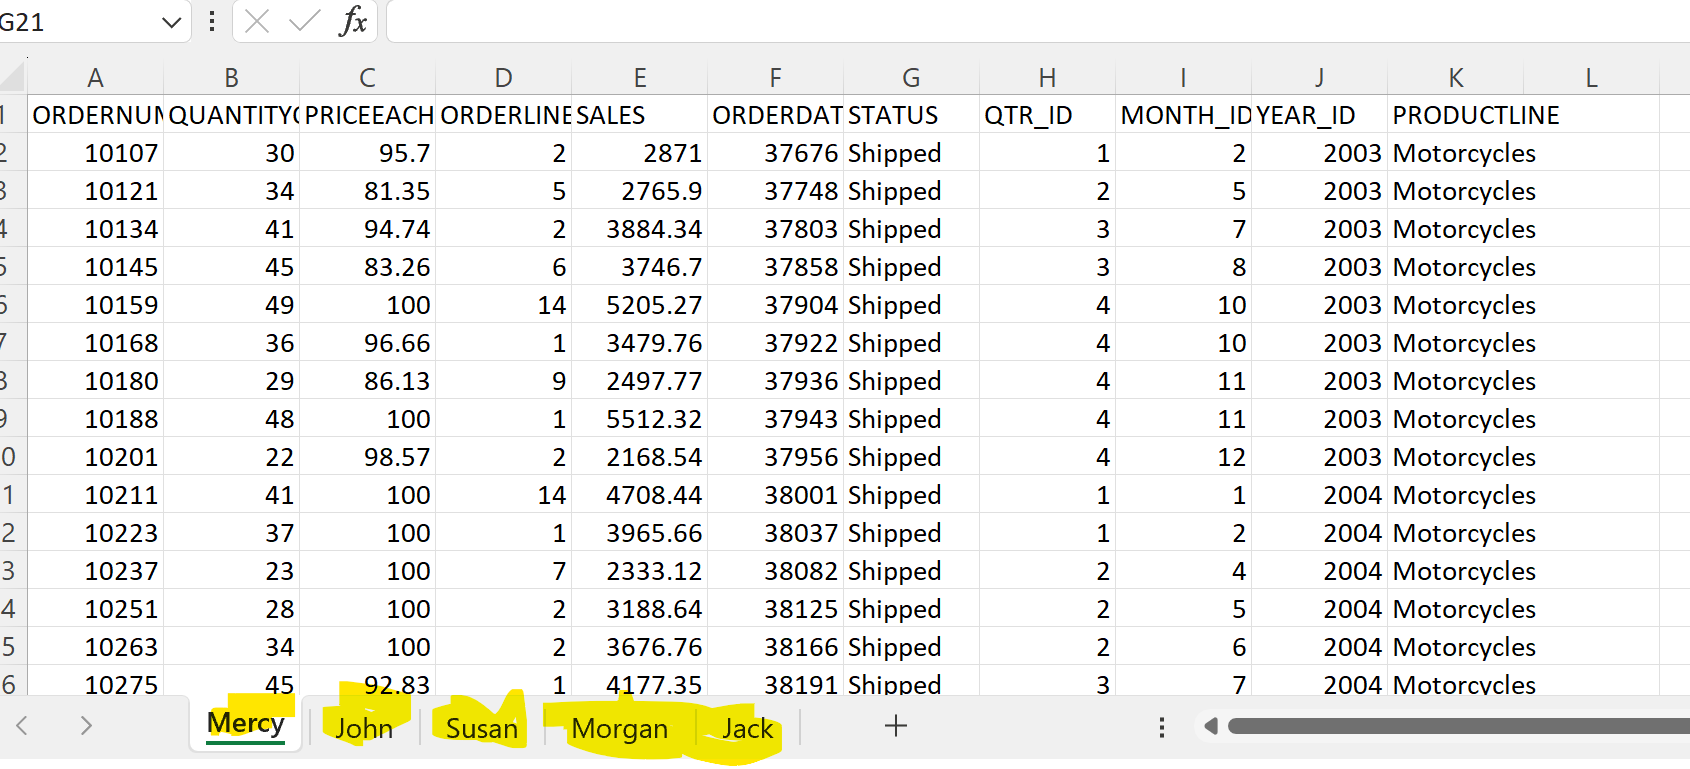 G21 fx
A B C D E F G H I J K L
1 ORDERNUM QUANTITYO PRICEEACH ORDERLINE SALES ORDERDAT STATUS QTR_ID MONTH_ID YEAR_ID PRODUCTLINE
2 10107 30 95.7 2 2871 37676 Shipped 1 2 2003 Motorcycles
3 10121 34 81.35 5 2765.9 37748 Shipped 2 5 2003 Motorcycles
4 10134 41 94.74 2 3884.34 37803 Shipped 3 7 2003 Motorcycles
5 10145 45 83.26 6 3746.7 37858 Shipped 3 8 2003 Motorcycles
6 10159 49 100 14 5205.27 37904 Shipped 4 10 2003 Motorcycles
7 10168 36 96.66 1 3479.76 37922 Shipped 4 10 2003 Motorcycles
8 10180 29 86.13 9 2497.77 37936 Shipped 4 11 2003 Motorcycles
9 10188 48 100 1 5512.32 37943 Shipped 4 11 2003 Motorcycles
0 10201 22 98.57 2 2168.54 37956 Shipped 4 12 2003 Motorcycles
1 10211 41 100 14 4708.44 38001 Shipped 1 1 2004 Motorcycles
2 10223 37 100 1 3965.66 38037 Shipped 1 2 2004 Motorcycles
3 10237 23 100 7 2333.12 38082 Shipped 2 4 2004 Motorcycles
4 10251 28 100 2 3188.64 38125 Shipped 2 5 2004 Motorcycles
5 10263 34 100 2 3676.76 38166 Shipped 2 6 2004 Motorcycles
6 10275 45 92.83 1 4177.35 38191 Shipped 3 7 2004 Motorcycles
Mercy John Susan Morgan Jack